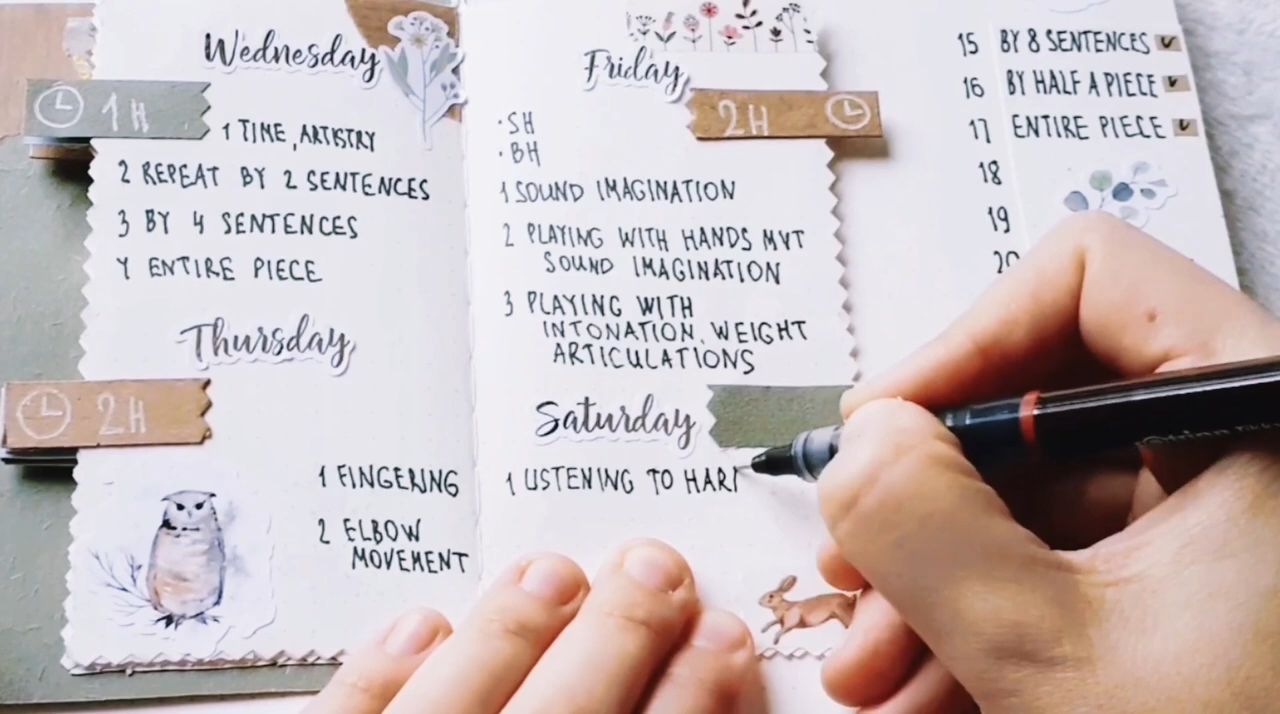 Wednesday
1H
1 TIME, ARTISTRY
2 REPEAT BY 2 SENTENCES
3 BY 4 SENTENCES
4 ENTIRE PIECE
Thursday
2H
1 FINGERING
2 ELBOW
MOVEMENT
Friday
2H
· SH
· BH
1 SOUND IMAGINATION
2 PLAYING WITH HANDS MVT
SOUND IMAGINATION
3 PLAYING WITH
INTONATION, WEIGHT
ARTICULATIONS
Saturday
1 LISTENING TO HAR
15 BY 8 SENTENCES
16 BY HALF A PIECE
17 ENTIRE PIECE
18
19
20